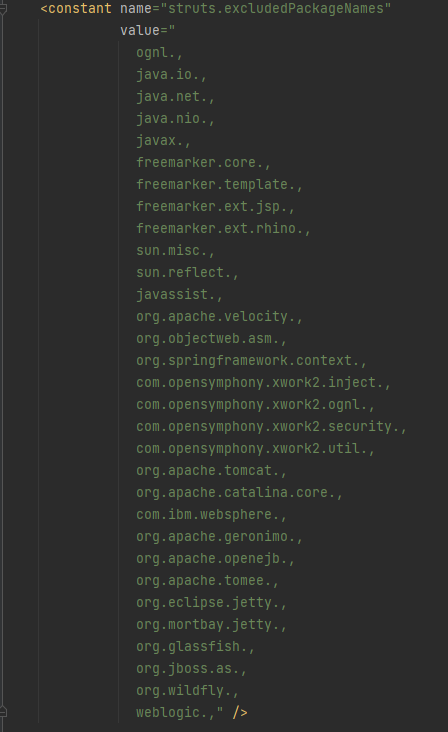 <constant name="struts.excludedPackageNames"
value="
ognl.,
java.io.,
java.net.,
java.nio.,
javax.,
freemarker.core.,
freemarker.template.,
freemarker.ext.jsp.,
freemarker.ext.rhino.,
sun.misc.,
sun.reflect.,
javassist.,
org.apache.velocity.,
org.objectweb.asm.,
org.springframework.context.,
com.opensymphony.xwork2.inject.,
com.opensymphony.xwork2.ognl.,
com.opensymphony.xwork2.security.,
com.opensymphony.xwork2.util.,
org.apache.tomcat.,
org.apache.catalina.core.,
com.ibm.websphere.,
org.apache.geronimo.,
org.apache.openejb.,
org.apache.tomee.,
org.eclipse.jetty.,
org.mortbay.jetty.,
org.glassfish.,
org.jboss.as.,
org.wildfly.,
weblogic.," />